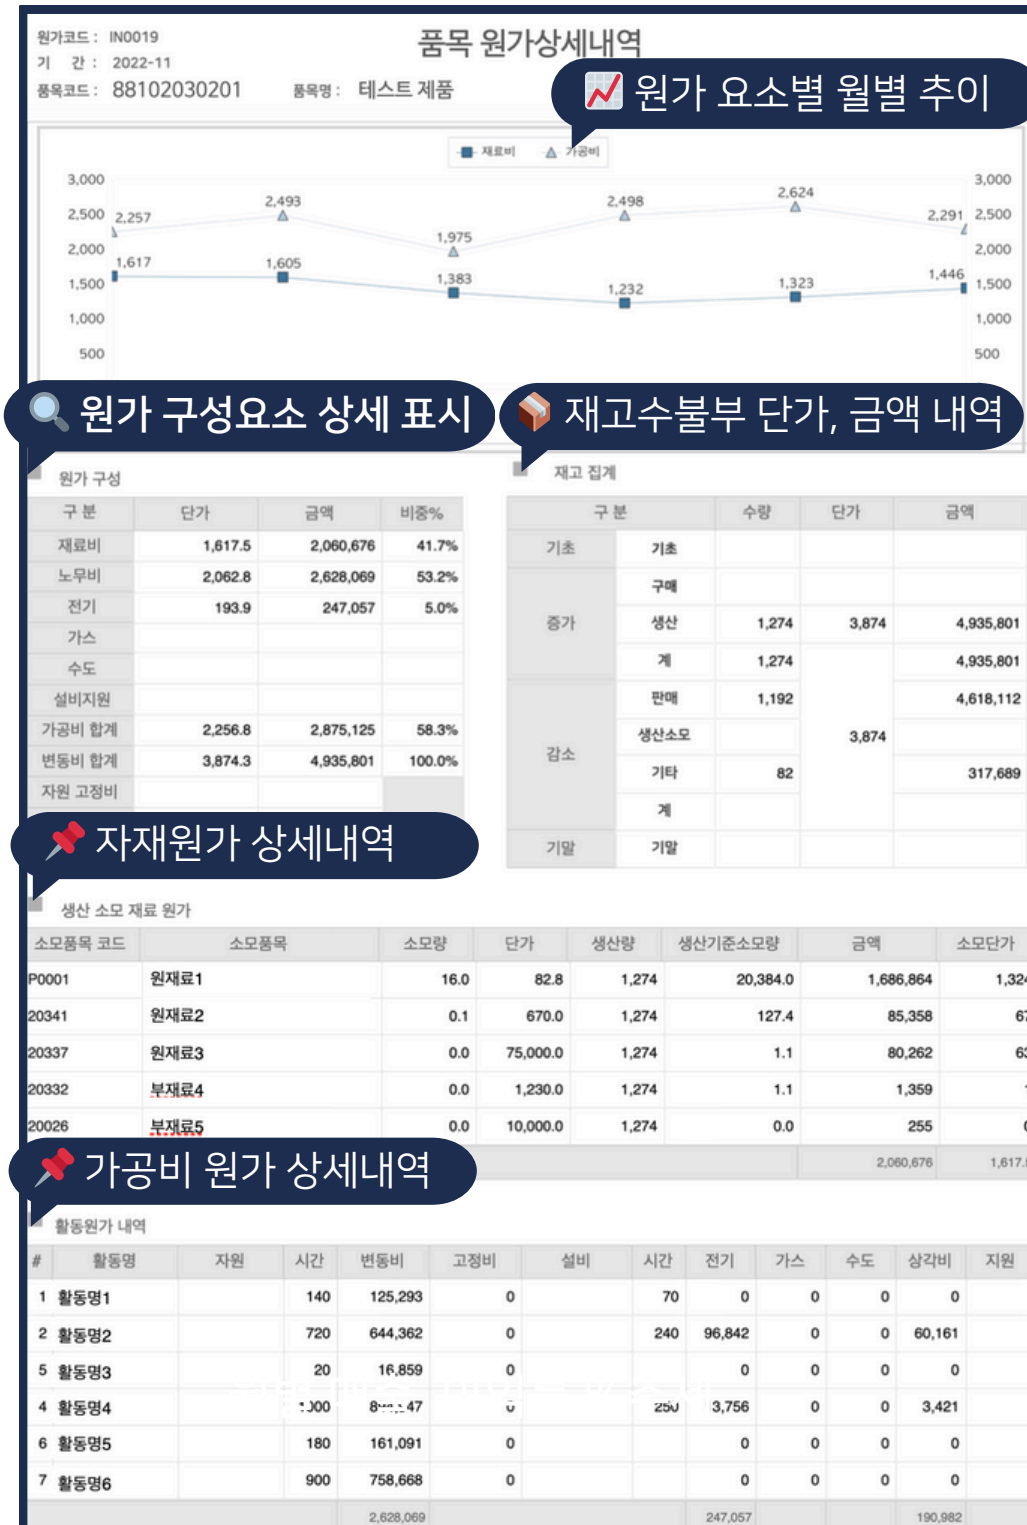 원가코드 : IN0019
품목 원가상세내역
기 간 : 2022-11
품목코드 : 88102030201 품목명 : 테스트 제품
원가 요소별 월별 추이
재료비 가공비
3,000 3,000
2,500 2,257 2,493 1,975 2,498 2,624 2,291 2,500
2,000 2,000
1,500 1,617 1,605 1,383 1,232 1,323 1,446 1,500
1,000 1,000
500 500
원가 구성요소 상세 표시
재고수불부 단가, 금액 내역
원가 구성
구 분 단가 금액 비중%
재료비 1,617.5 2,060,676 41.7%
노무비 2,062.8 2,628,069 53.2%
전기 193.9 247,057 5.0%
가스
수도
설비지원
가공비 합계 2,256.8 2,875,125 58.3%
변동비 합계 3,874.3 4,935,801 100.0%
자원 고정비
재고 집계
구 분 수량 단가 금액
기초 기초
구매
증가 생산 1,274 3,874 4,935,801
계 1,274 4,935,801
판매 1,192 4,618,112
생산소모 3,874
감소
기타 82 317,689
계
기말 기말
자재원가 상세내역
생산 소모 재료 원가
소모품목 코드 소모품목 소모량 단가 생산량 생산기준소모량 금액 소모단가
P0001 원재료1 16.0 82.8 1,274 20,384.0 1,686,864 1,324
20341 원재료2 0.1 670.0 1,274 127.4 85,358 67
20337 원재료3 0.0 75,000.0 1,274 1.1 80,262 63
20332 부재료4 0.0 1,230.0 1,274 1.1 1,359
20026 부재료5 0.0 10,000.0 1,274 0.0 255
2,060,676 1,617.5
가공비 원가 상세내역
활동원가 내역
# 활동명 자원 시간 변동비 고정비 설비 시간 전기 가스 수도 상각비 지원
1 활동명1 140 125,293 0 70 0 0 0 0
2 활동명2 720 644,362 0 240 96,842 0 0 60,161
5 활동명3 20 16,859 0 0 0 0 0
4 활동명4 0 250 3,756 0 0 3,421
6 활동명5 180 161,091 0 0 0 0 0
7 활동명6 900 758,668 0 0 0 0 0
2,628,069 247,057 190,982